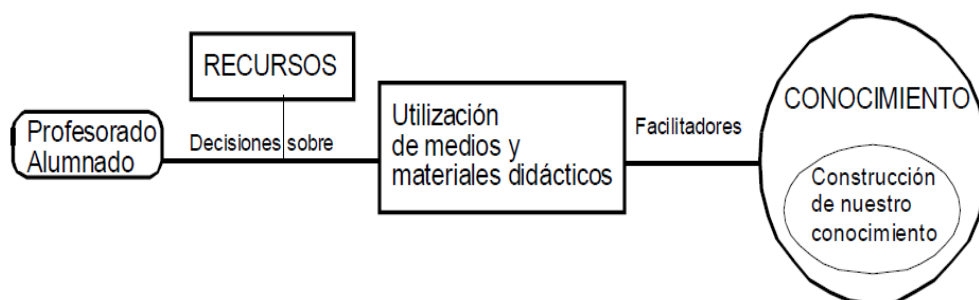 RECURSOS
Profesorado
Alumnado
Decisiones sobre
Utilización
de medios y
materiales didácticos
Facilitadores
CONOCIMIENTO
Construcción
de nuestro
conocimiento